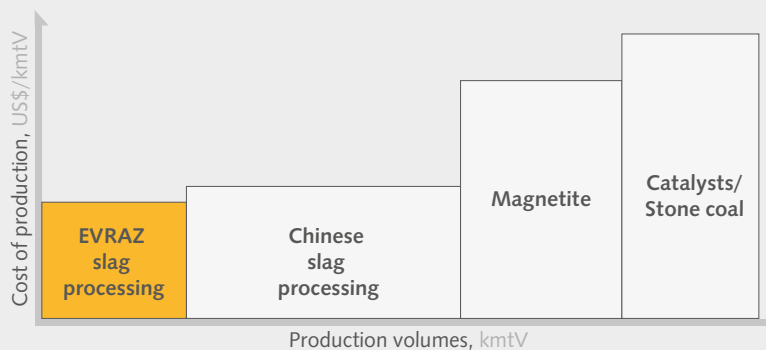 Cost of production, US$/kmtV
EVRAZ
slag
processing
Chinese
slag
processing
Magnetite
Catalysts/
Stone coal
Production volumes, kmtV